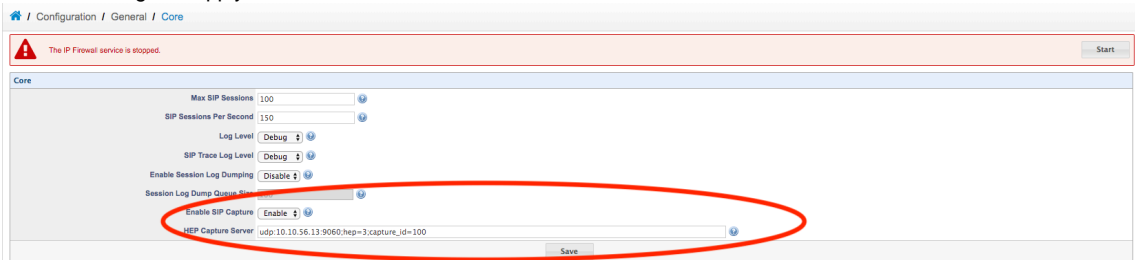 / Configuration / General / Core
The IP Firewall service is stopped. Start
Core
Max SIP Sessions 100
SIP Sessions Per Second 150
Log Level Debug
SIP Trace Log Level Debug
Enable Session Log Dumping Disable
Session Log Dump Queue Size
Enable SIP Capture Enable
HEP Capture Server udp:10.10.56.13:9060;hep=3;capture_id=100
Save